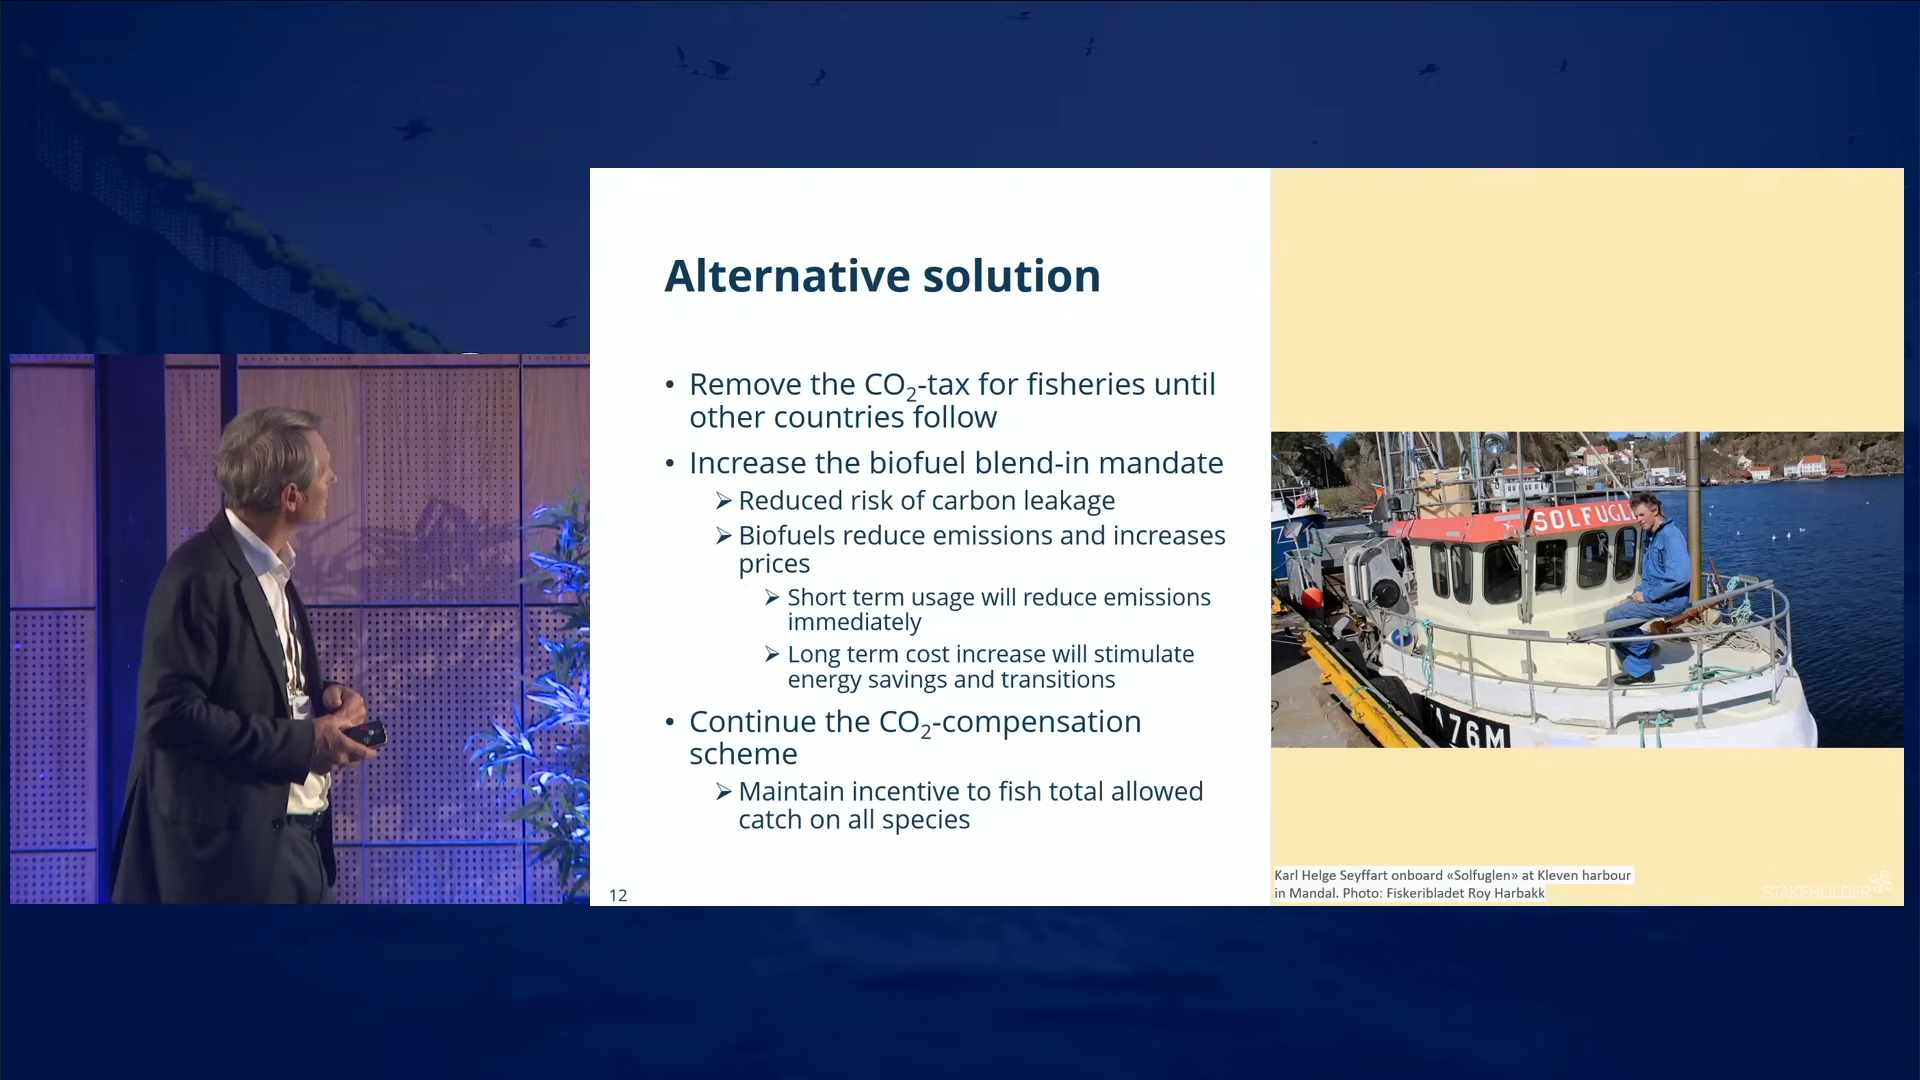 Alternative solution
• Remove the CO₂-tax for fisheries until
other countries follow
• Increase the biofuel blend-in mandate
➢ Reduced risk of carbon leakage
➢ Biofuels reduce emissions and increases
prices
➢ Short term usage will reduce emissions
immediately
➢ Long term cost increase will stimulate
energy savings and transitions
• Continue the CO₂-compensation
scheme
➢ Maintain incentive to fish total allowed
catch on all species
12
SOLFUGL
76M
Karl Helge Seyffart onboard «Solfuglen» at Kleven harbour
in Mandal. Photo: Fiskeribladet Roy Harbakk
STAKEHOLDER